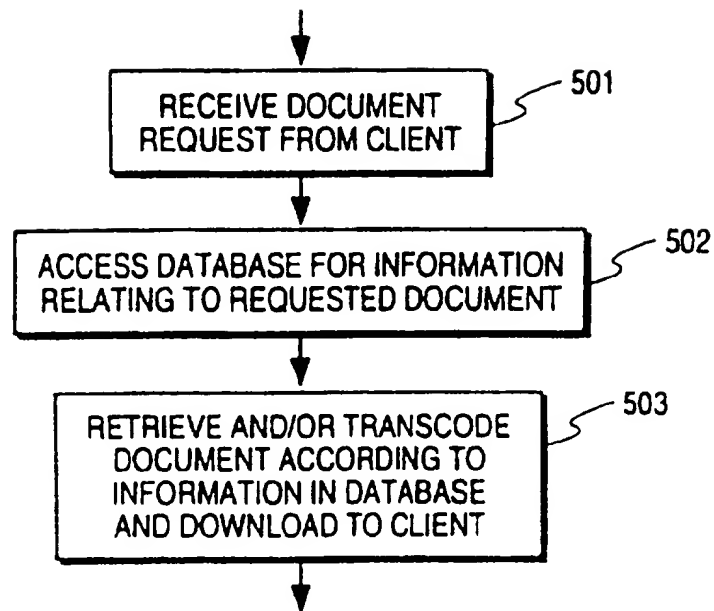 RECEIVE DOCUMENT
REQUEST FROM CLIENT
501
ACCESS DATABASE FOR INFORMATION
RELATING TO REQUESTED DOCUMENT
502
RETRIEVE AND/OR TRANSCODE
DOCUMENT ACCORDING TO
INFORMATION IN DATABASE
AND DOWNLOAD TO CLIENT
503